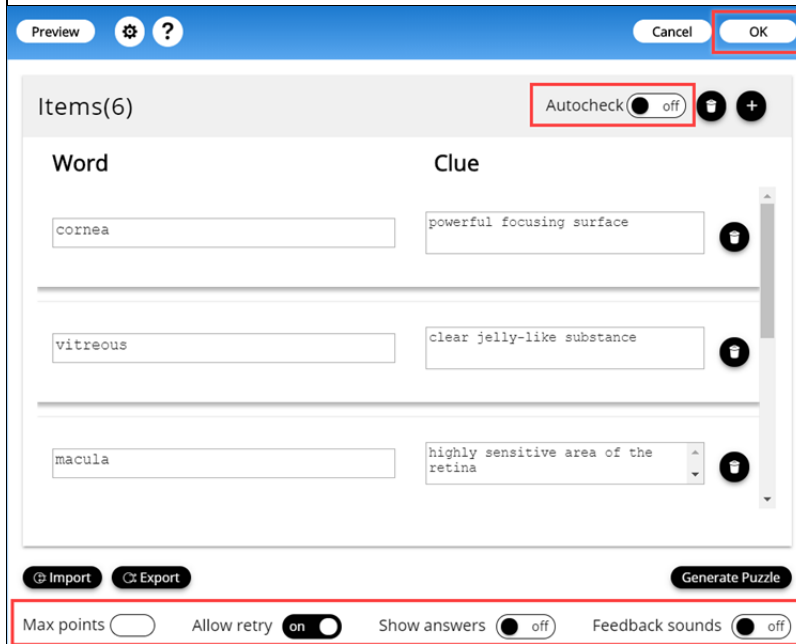 Preview ? Cancel OK
Items(6) Autocheck off
Word Clue
cornea powerful focusing surface
vitreous clear jelly-like substance
macula highly sensitive area of the
retina
Import Export Generate Puzzle
Max points Allow retry on Show answers off Feedback sounds off